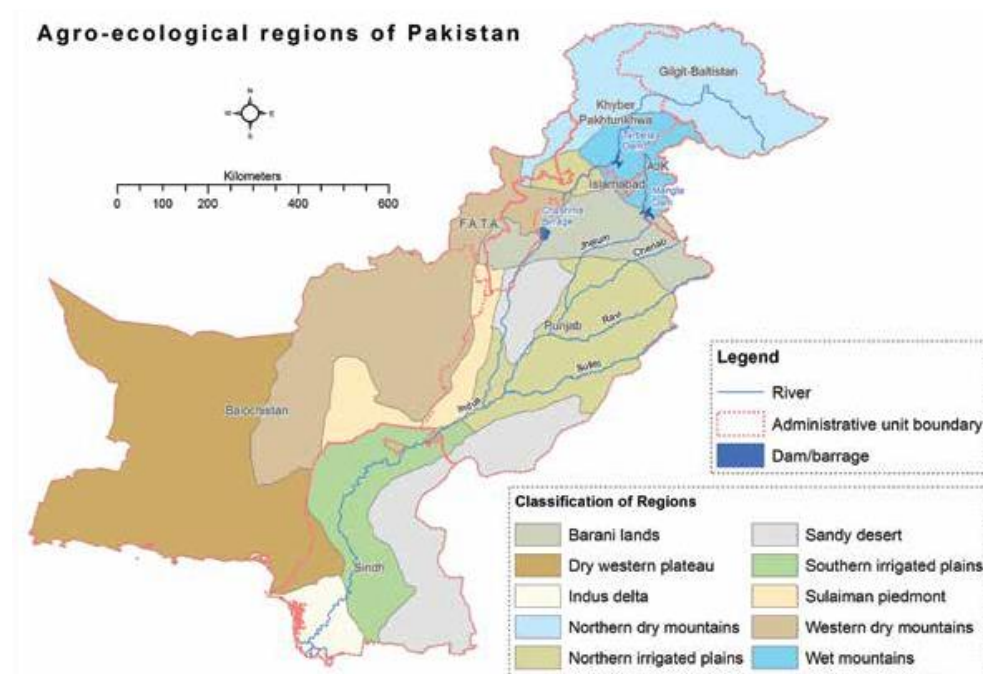 Agro-ecological regions of Pakistan
N
W
E
S
Kilometers
0 100 200 400 600
Gilgit-Baltistan
Khyber
Pakhtunkhwa
Tarbela
Dam
AJK
Islamabad
Mangla
Dam
Chashma
Barrage
F.A.T.A.
Jhelum
Chenab
Punjab
Ravi
Sutlej
Indus
Balochistan
Sindh
Legend
River
Administrative unit boundary
Dam/barrage
Classification of Regions
Barani lands
Dry western plateau
Indus delta
Northern dry mountains
Northern irrigated plains
Sandy desert
Southern irrigated plains
Sulaiman piedmont
Western dry mountains
Wet mountains